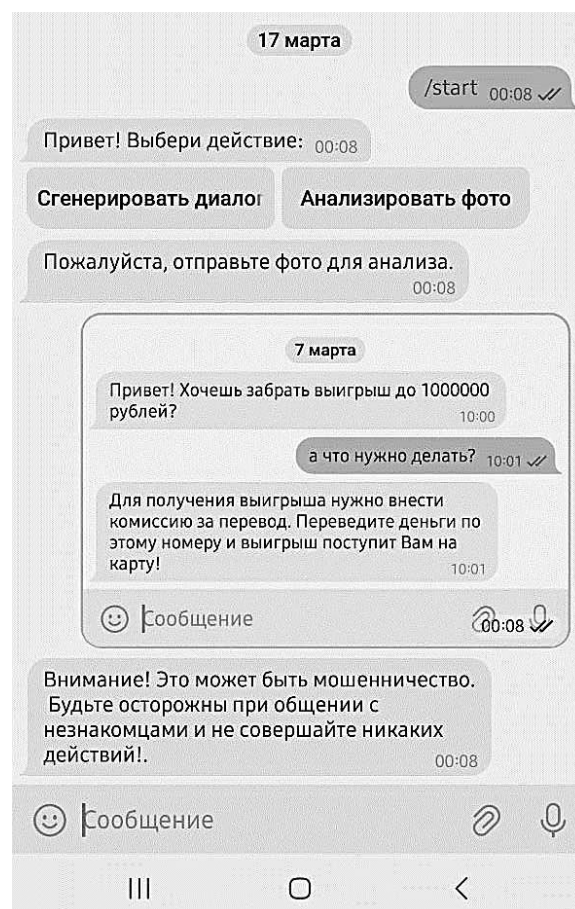 17 марта
/start 00:08
Привет! Выбери действие: 00:08
Сгенерировать диалог Анализировать фото
Пожалуйста, отправьте фото для анализа.
00:08
7 марта
Привет! Хочешь забрать выигрыш до 1000000
рублей? 10:00
а что нужно делать? 10:01
Для получения выигрыша нужно внести
комиссию за перевод. Переведите деньги по
этому номеру и выигрыш поступит Вам на
карту! 10:01
Сообщение 00:08
Внимание! Это может быть мошенничество.
Будьте осторожны при общении с
незнакомцами и не совершайте никаких
действий!. 00:08
Сообщение